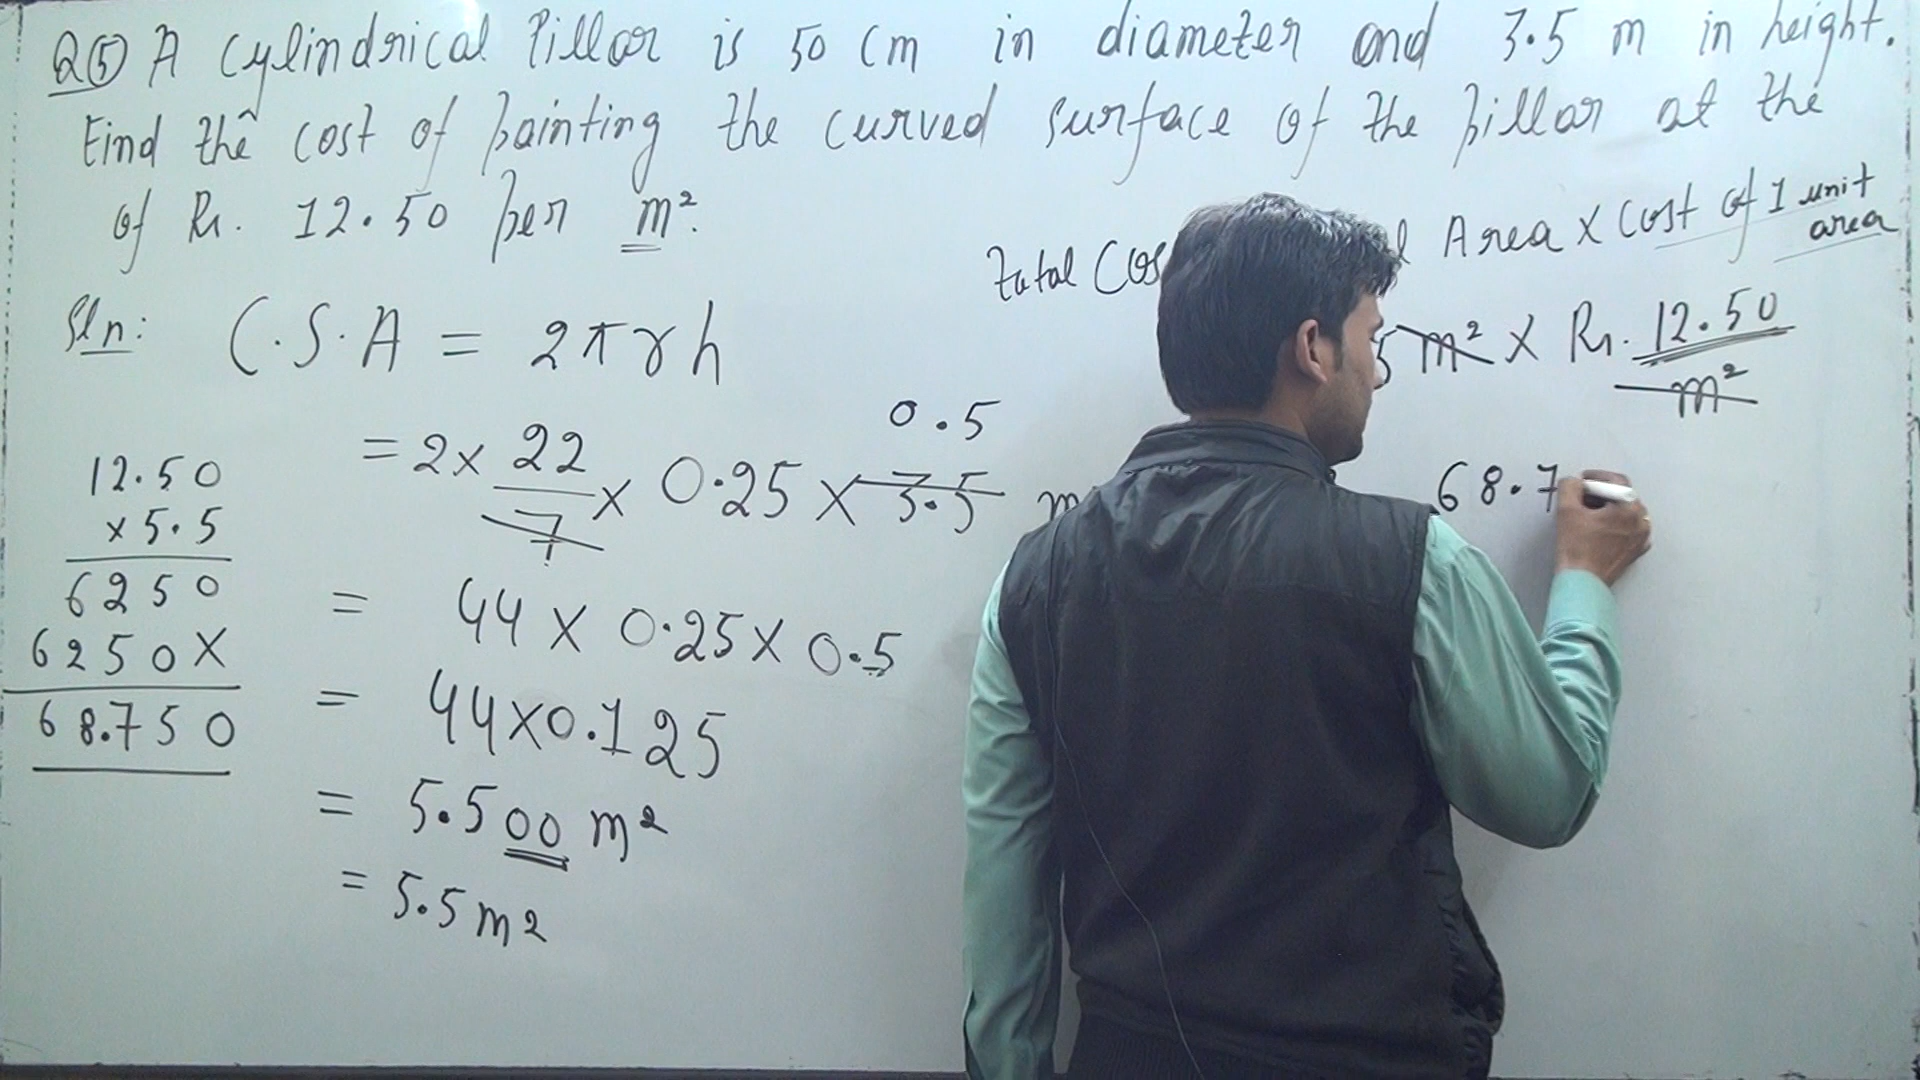 Q(5) A Cylindrical Pillar is 50 Cm in diameter and 3.5 m in height.
Find the cost of painting the curved surface of the pillar at the
of Rs. 12.50 per m².
Sln: C.S.A = 2πrh
= 2 x 22/7 x 0.25 x 3.5 m
0.5
= 44 x 0.25 x 0.5
= 44x0.125
= 5.500 m²
= 5.5 m²
12.50
x 5.5
6250
6250X
68.750
Total Cos Area x Cost of 1 unit area
5 m² x Rs. 12.50/m²
68.7